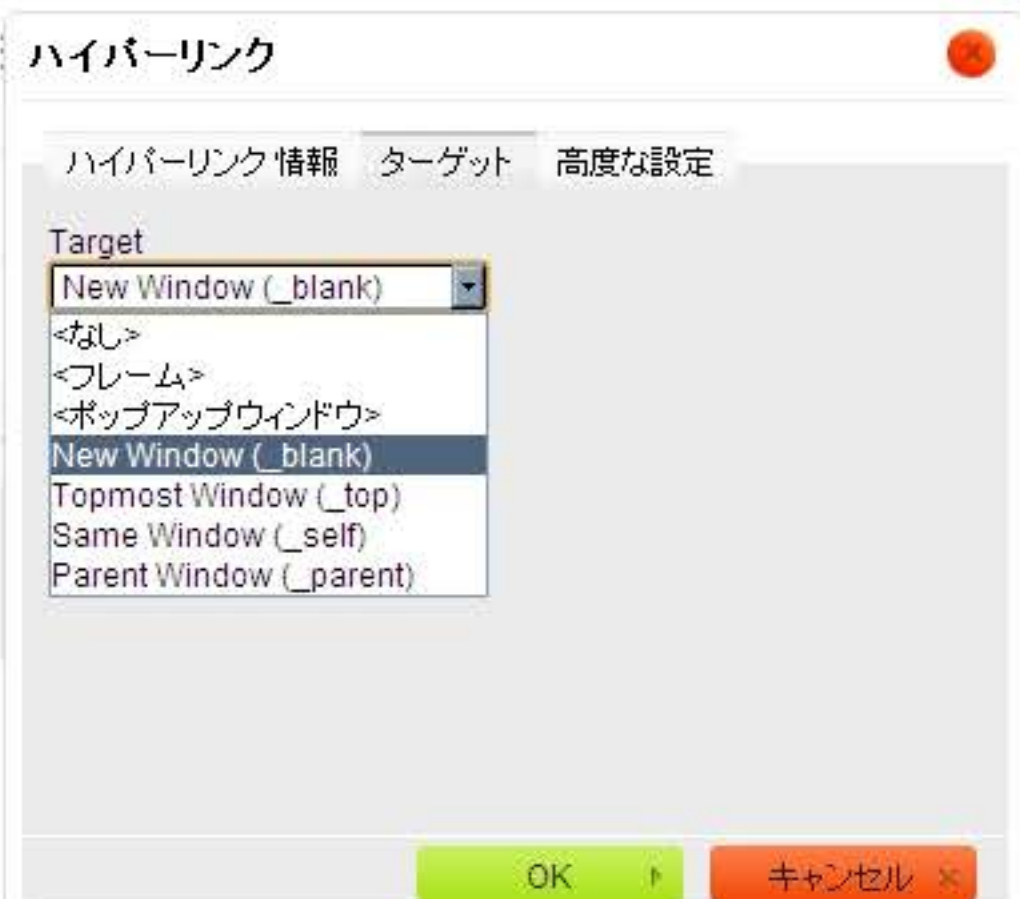 ハイパーリンク
ハイパーリンク情報 ターゲット 高度な設定
Target
New Window (_blank)
<なし>
<フレーム>
<ポップアップウィンドウ>
New Window (_blank)
Topmost Window (_top)
Same Window (_self)
Parent Window (_parent)
OK キャンセル